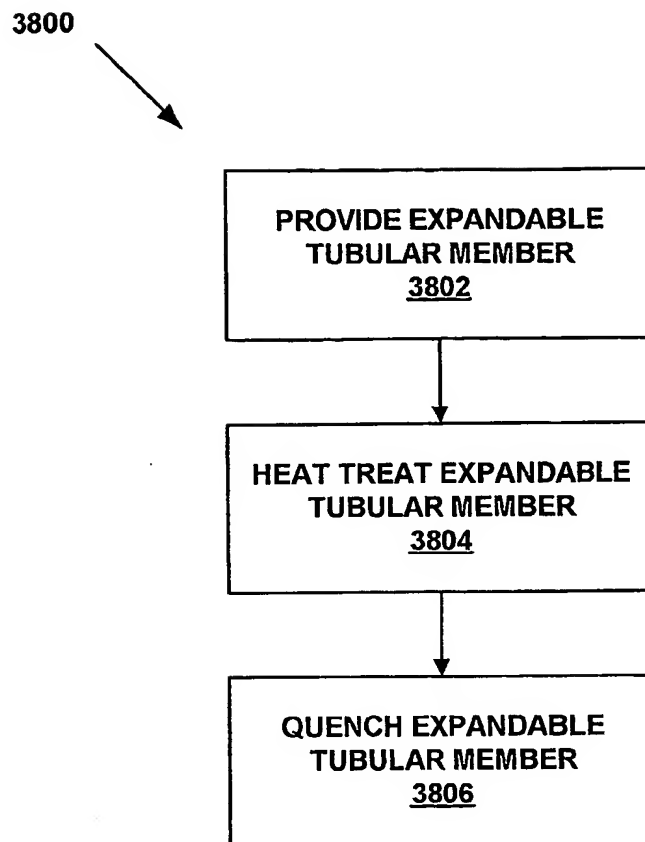 3800
PROVIDE EXPANDABLE
TUBULAR MEMBER
3802
HEAT TREAT EXPANDABLE
TUBULAR MEMBER
3804
QUENCH EXPANDABLE
TUBULAR MEMBER
3806